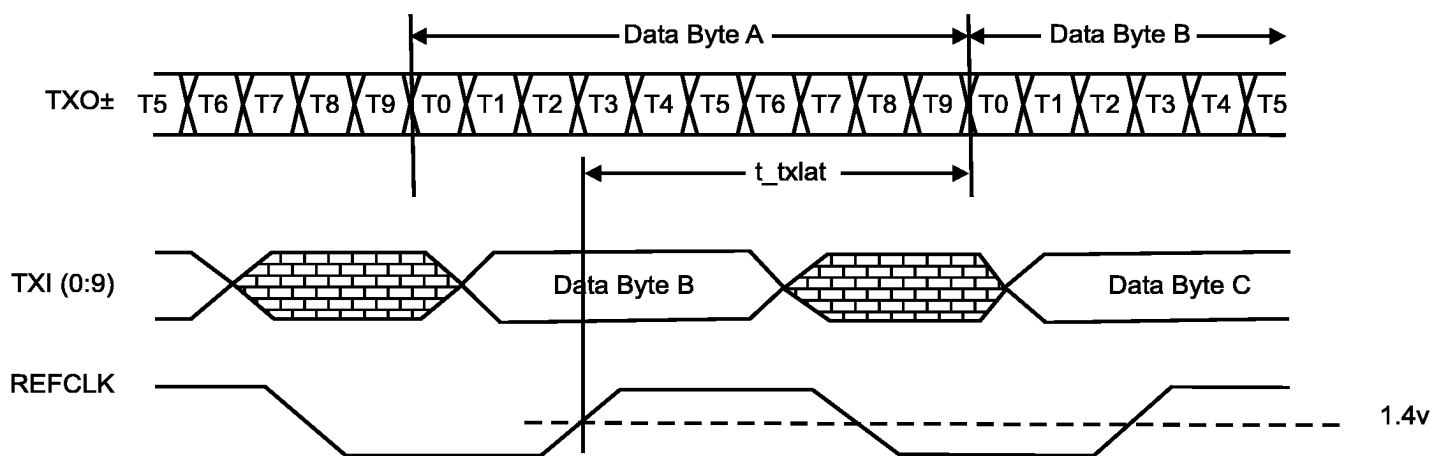 Data Byte A Data Byte B
TXO± T5 T6 T7 T8 T9 T0 T1 T2 T3 T4 T5 T6 T7 T8 T9 T0 T1 T2 T3 T4 T5
t_txlat
TXI (0:9) Data Byte B Data Byte C
REFCLK
1.4v